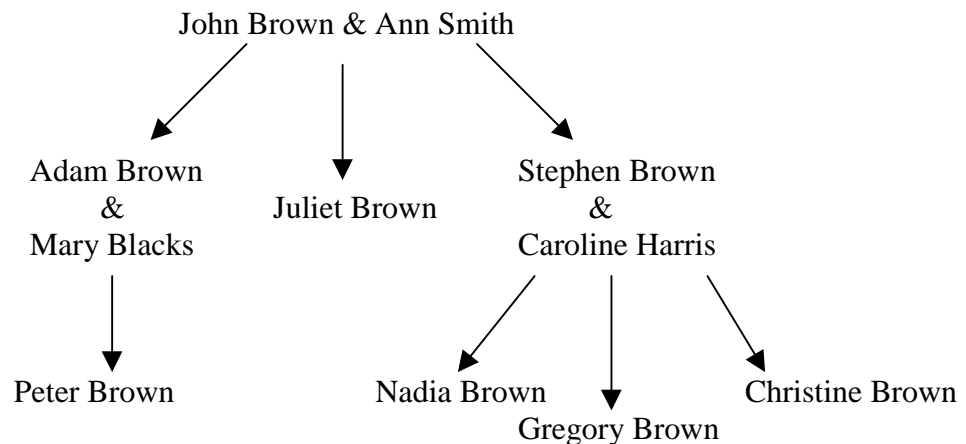 John Brown & Ann Smith
Adam Brown
&
Mary Blacks
Juliet Brown
Stephen Brown
&
Caroline Harris
Peter Brown
Nadia Brown
Gregory Brown
Christine Brown